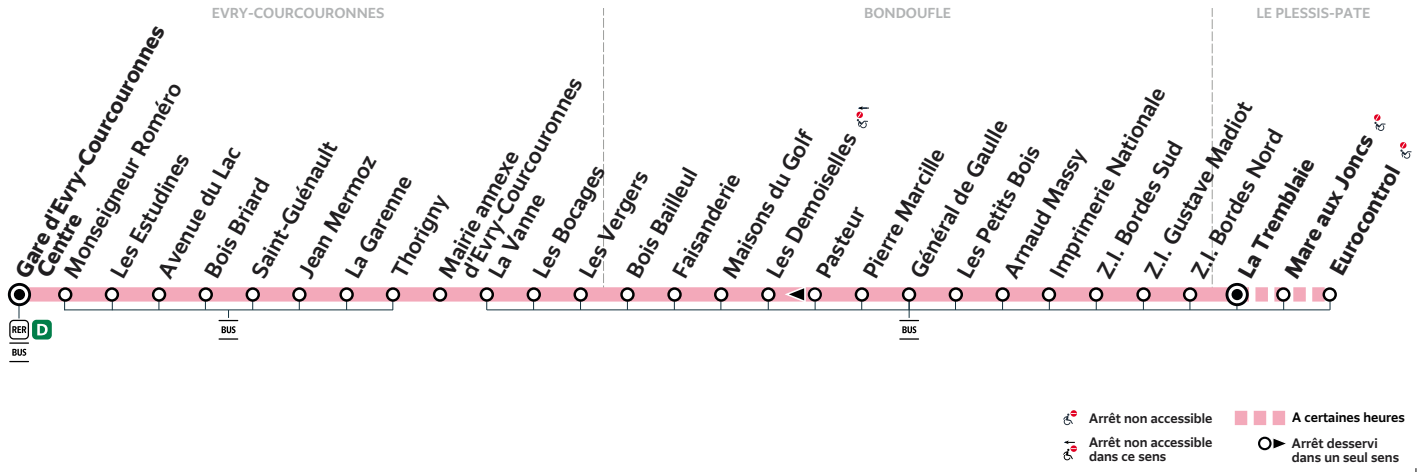 EVRY-COURCOURONNES
BONDOUFLE
LE PLESSIS-PATE
Gare d'Evry-Courcouronnes
Centre
Monseigneur Roméro
Les Estudines
Avenue du Lac
Bois Briard
Saint-Guénault
Jean Mermoz
La Garenne
Thorigny
Mairie annexe
d'Evry-Courcouronnes
La Vanne
Les Bocages
Les Vergers
Bois Bailleul
Faisanderie
Maisons du Golf
Les Demoiselles
Pasteur
Pierre Marcille
Général de Gaulle
Les Petits Bois
Arnaud Massy
Imprimerie Nationale
Z.I. Bordes Sud
Z.I. Gustave Madiot
Z.I. Bordes Nord
La Tremblaie
Mare aux Joncs
Eurocontrol
RER D
BUS
BUS
BUS
Arrêt non accessible
A certaines heures
Arrêt non accessible
dans ce sens
Arrêt desservi
dans un seul sens